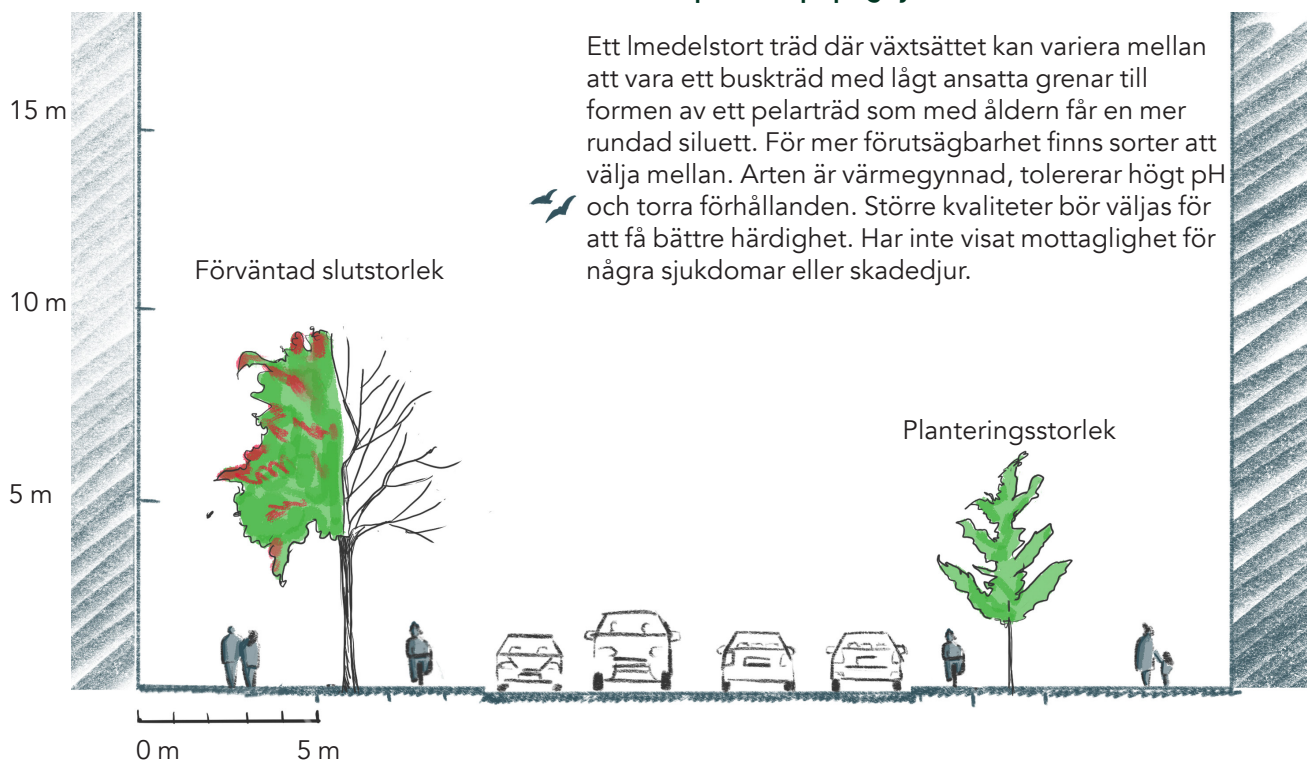 Ett lmedelstort träd där växtsättet kan variera mellan
att vara ett buskträd med lågt ansatta grenar till
formen av ett pelarträd som med åldern får en mer
rundad siluett. För mer förutsägbarhet finns sorter att
välja mellan. Arten är värmegynnad, tolererar högt pH
och torra förhållanden. Större kvaliteter bör väljas för
att få bättre härdighet. Har inte visat mottaglighet för
några sjukdomar eller skadedjur.
15 m
Förväntad slutstorlek
10 m
Planteringsstorlek
5 m
0 m
5 m